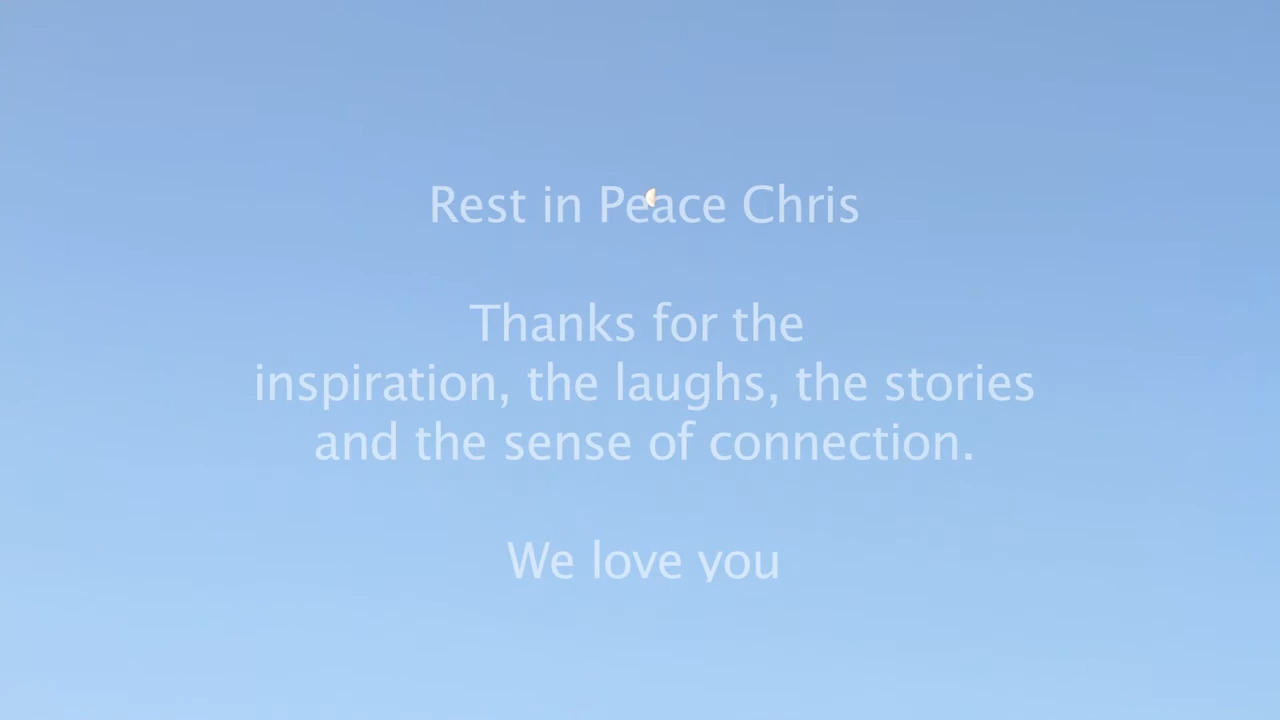 Rest in Peace Chris
Thanks for the
inspiration, the laughs, the stories
and the sense of connection.
We love you